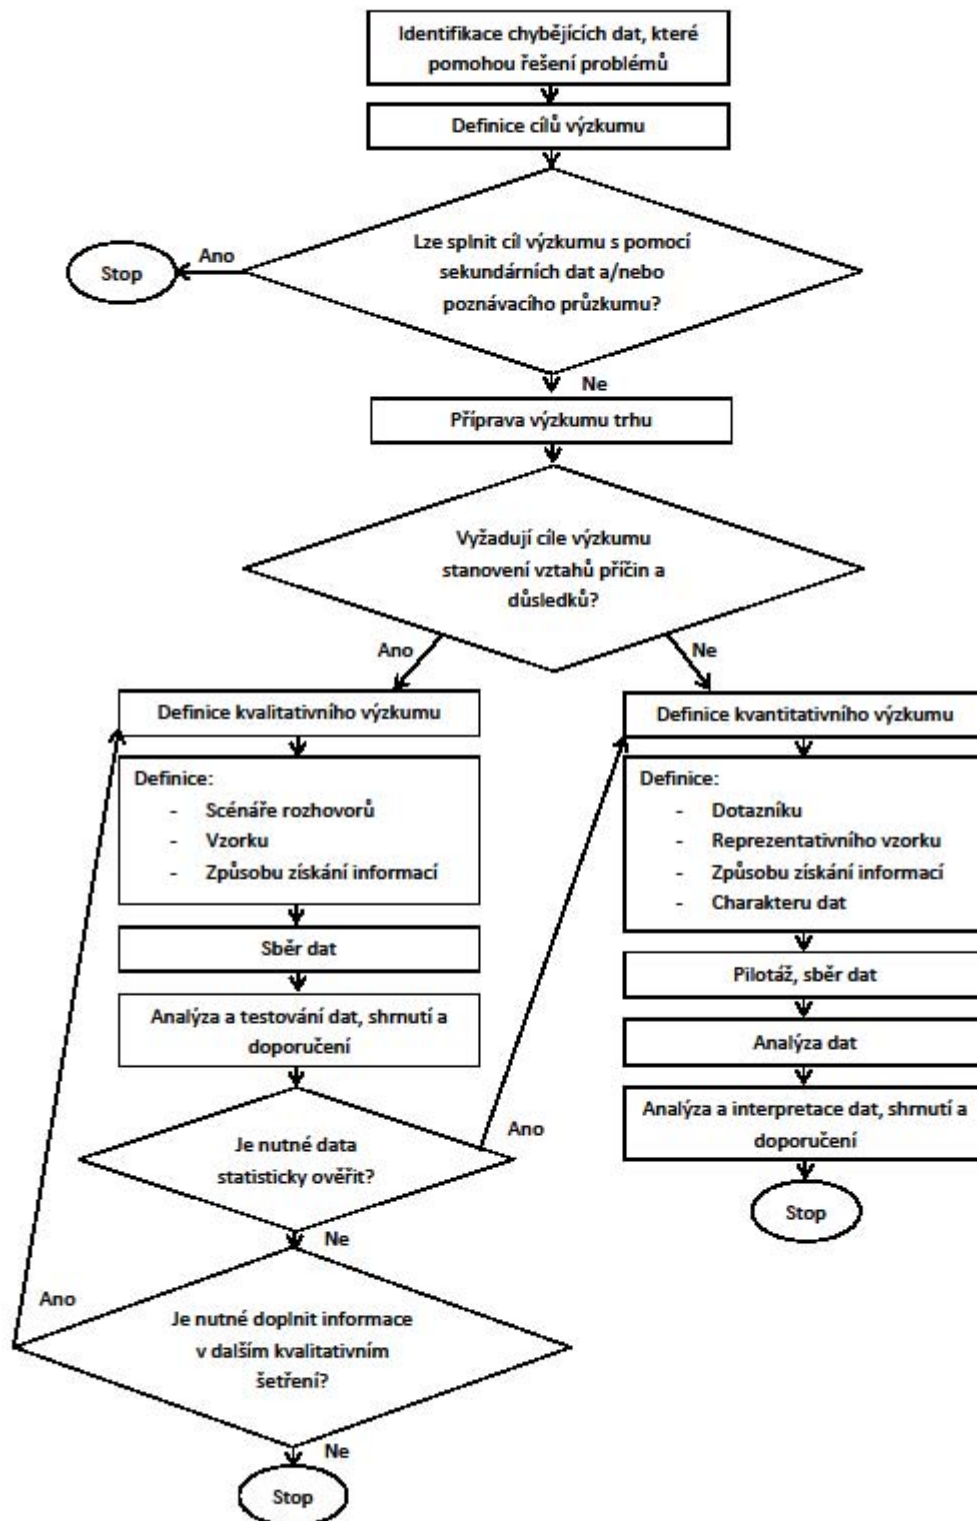 Identifikace chybějících dat, které
pomohou řešení problémů
Definice cílů výzkumu
Lze splnit cíl výzkumu s pomocí
sekundárních dat a/nebo
poznávacího průzkumu?
Ano
Stop
Ne
Příprava výzkumu trhu
Vyžadují cíle výzkumu
stanovení vztahů příčin a
důsledků?
Ano
Ne
Definice kvalitativního výzkumu
Definice:
- Scénáře rozhovorů
- Vzorku
- Způsobu získání informací
Sběr dat
Analýza a testování dat, shrnutí a
doporučení
Je nutné data
statisticky ověřit?
Ano
Ne
Je nutné doplnit informace
v dalším kvalitativním
šetření?
Ano
Ne
Stop
Definice kvantitativního výzkumu
Definice:
- Dotazníku
- Reprezentativního vzorku
- Způsobu získání informací
- Charakteru dat
Pilotáž, sběr dat
Analýza dat
Analýza a interpretace dat, shrnutí a
doporučení
Stop